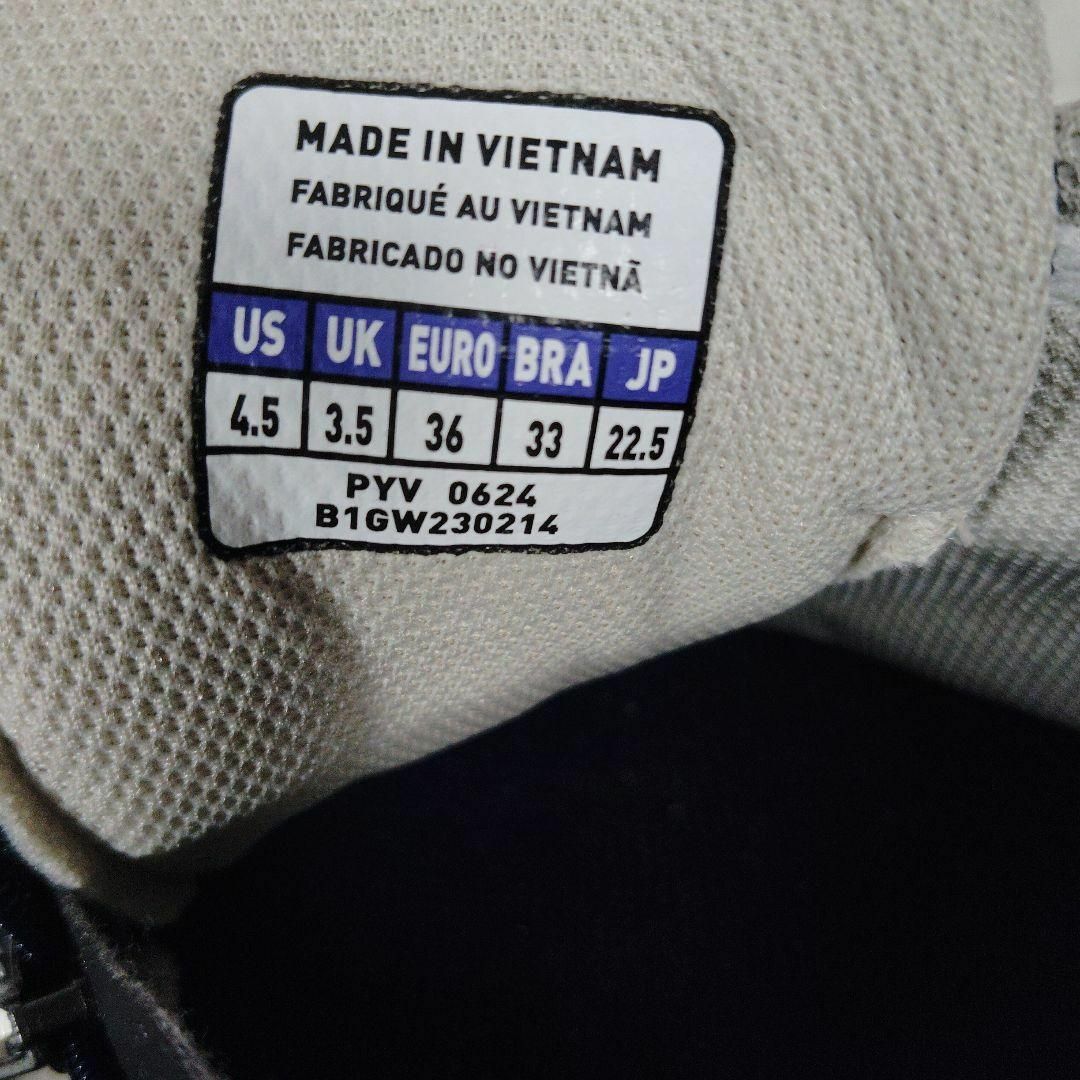 MADE IN VIETNAM
FABRIQUÉ AU VIETNAM
FABRICADO NO VIETNÃ
US UK EURO BRA JP
4.5 3.5 36 33 22.5
PYV 0624
B1GW230214